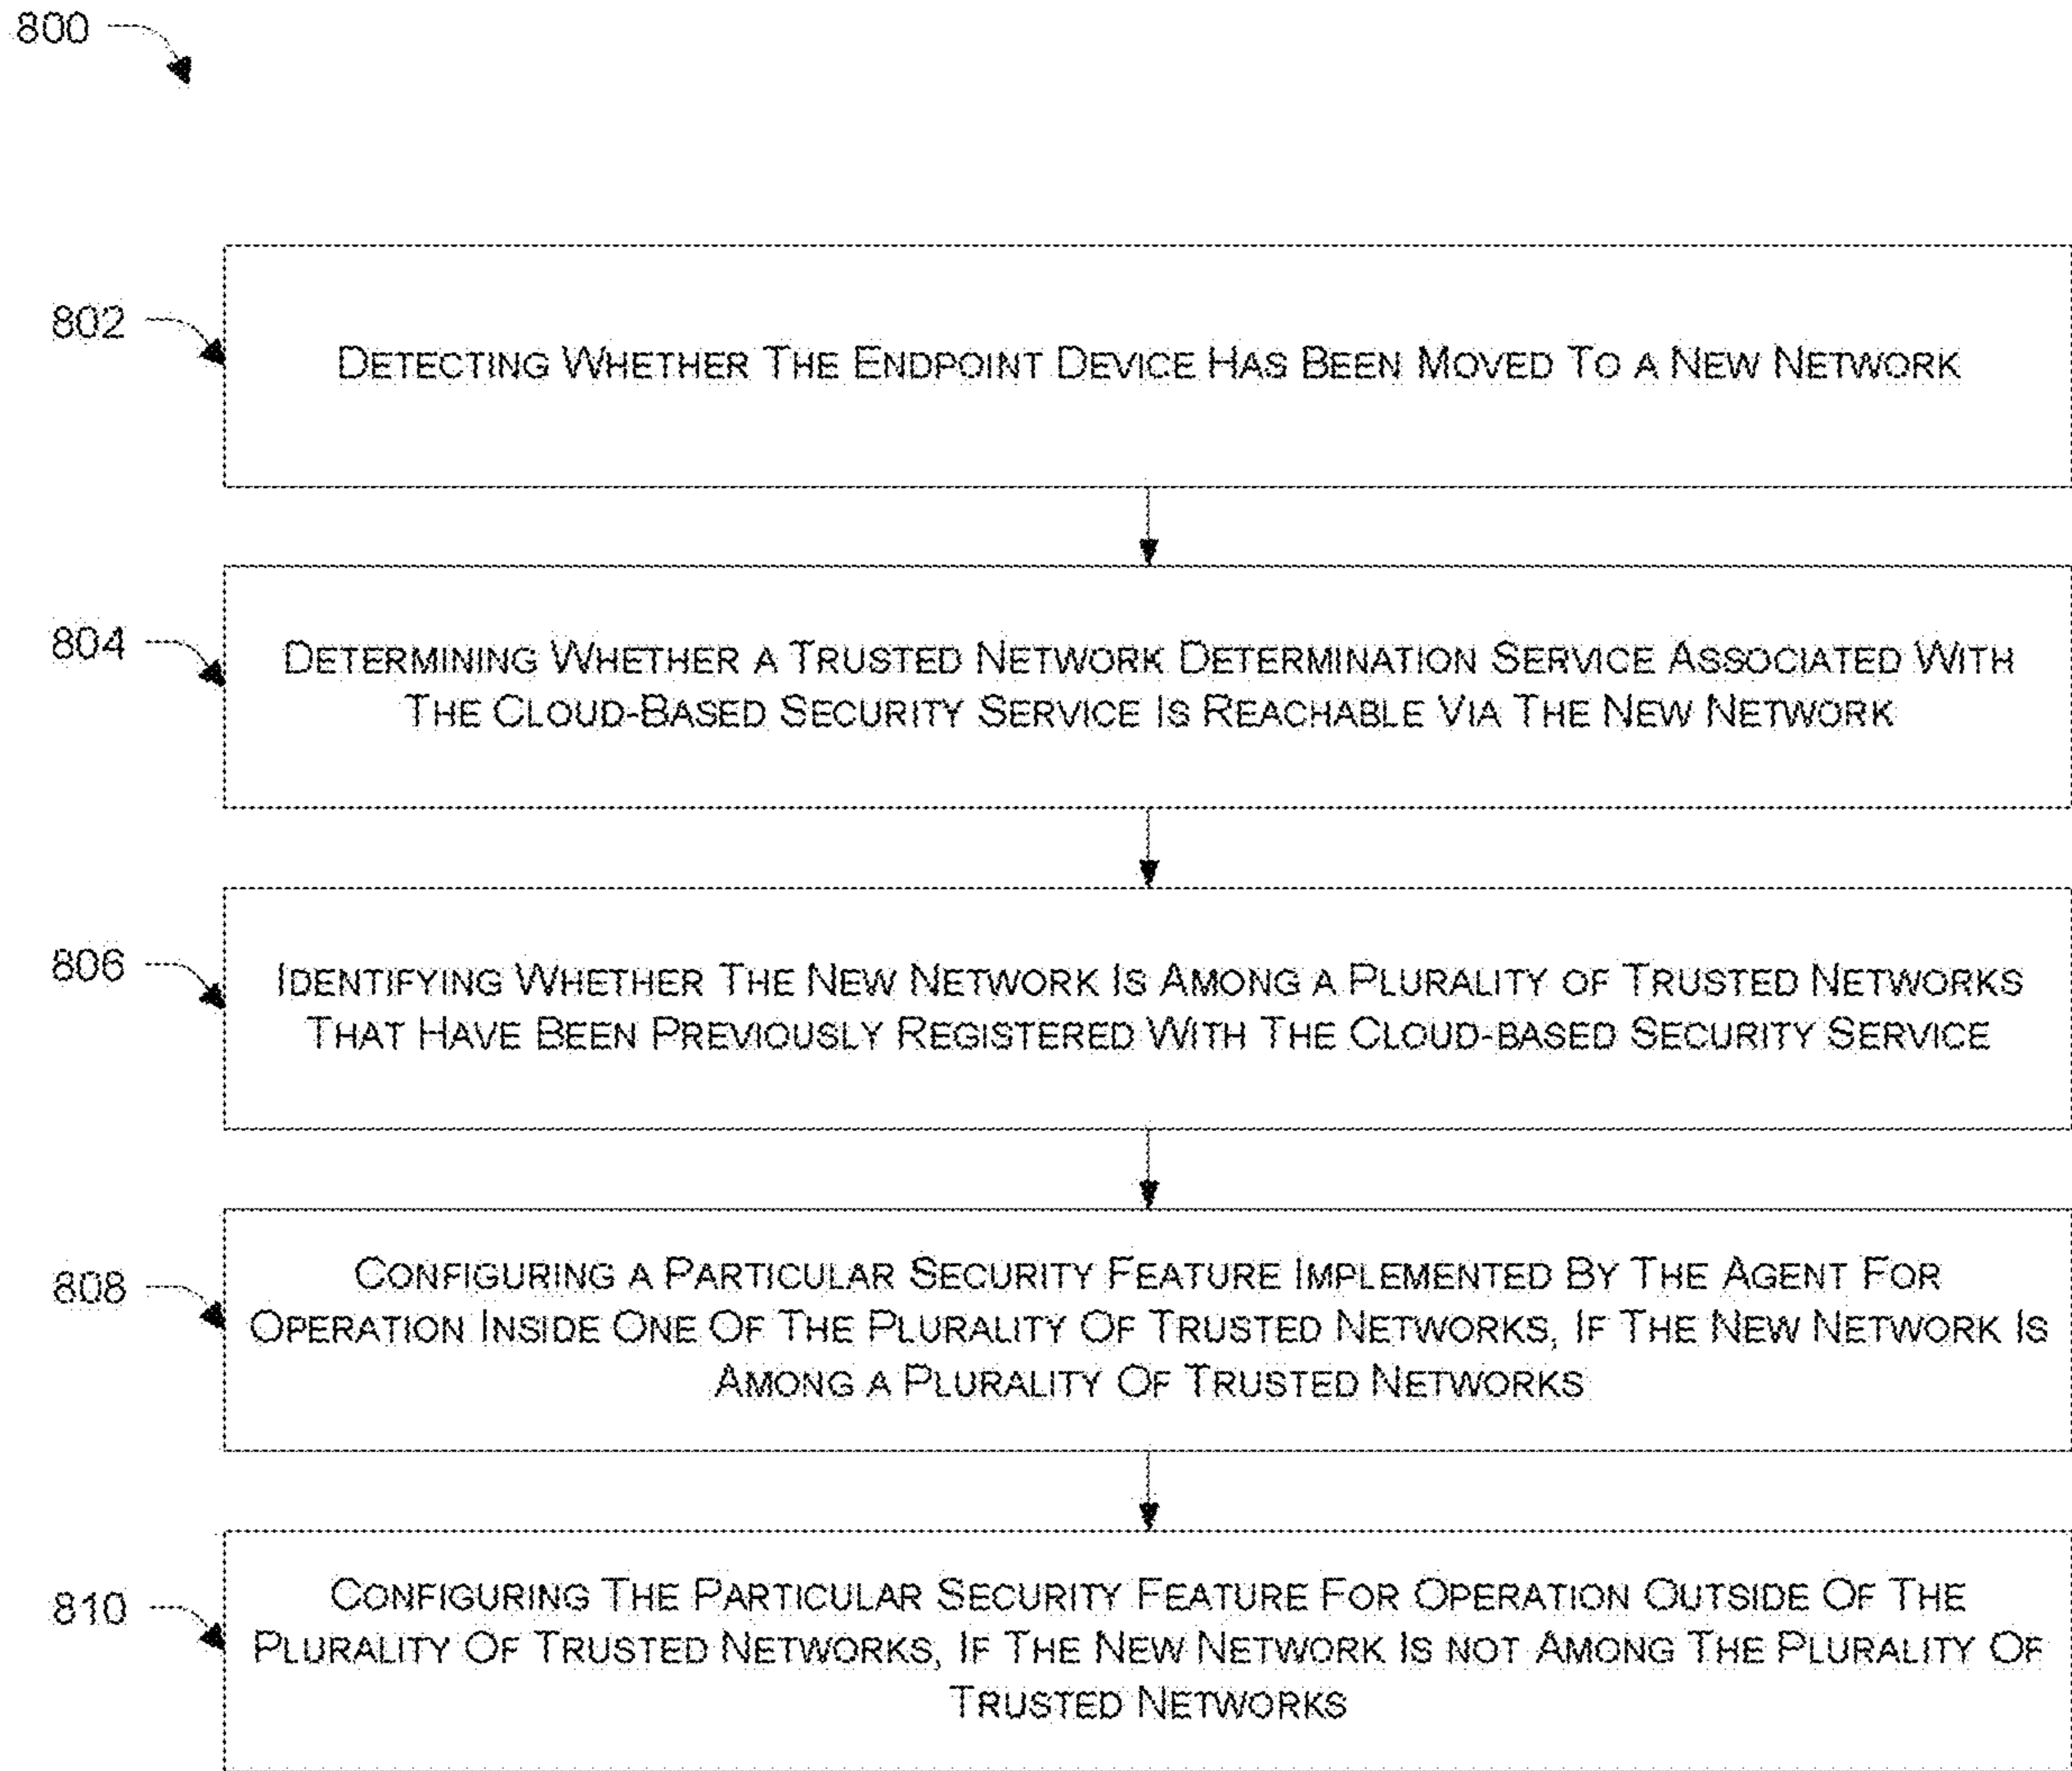 800
802
DETECTING WHETHER THE ENDPOINT DEVICE HAS BEEN MOVED TO A NEW NETWORK
804
DETERMINING WHETHER A TRUSTED NETWORK DETERMINATION SERVICE ASSOCIATED WITH
THE CLOUD-BASED SECURITY SERVICE IS REACHABLE VIA THE NEW NETWORK
806
IDENTIFYING WHETHER THE NEW NETWORK IS AMONG A PLURALITY OF TRUSTED NETWORKS
THAT HAVE BEEN PREVIOUSLY REGISTERED WITH THE CLOUD-BASED SECURITY SERVICE
808
CONFIGURING A PARTICULAR SECURITY FEATURE IMPLEMENTED BY THE AGENT FOR
OPERATION INSIDE ONE OF THE PLURALITY OF TRUSTED NETWORKS, IF THE NEW NETWORK IS
AMONG A PLURALITY OF TRUSTED NETWORKS
810
CONFIGURING THE PARTICULAR SECURITY FEATURE FOR OPERATION OUTSIDE OF THE
PLURALITY OF TRUSTED NETWORKS, IF THE NEW NETWORK IS NOT AMONG THE PLURALITY OF
TRUSTED NETWORKS